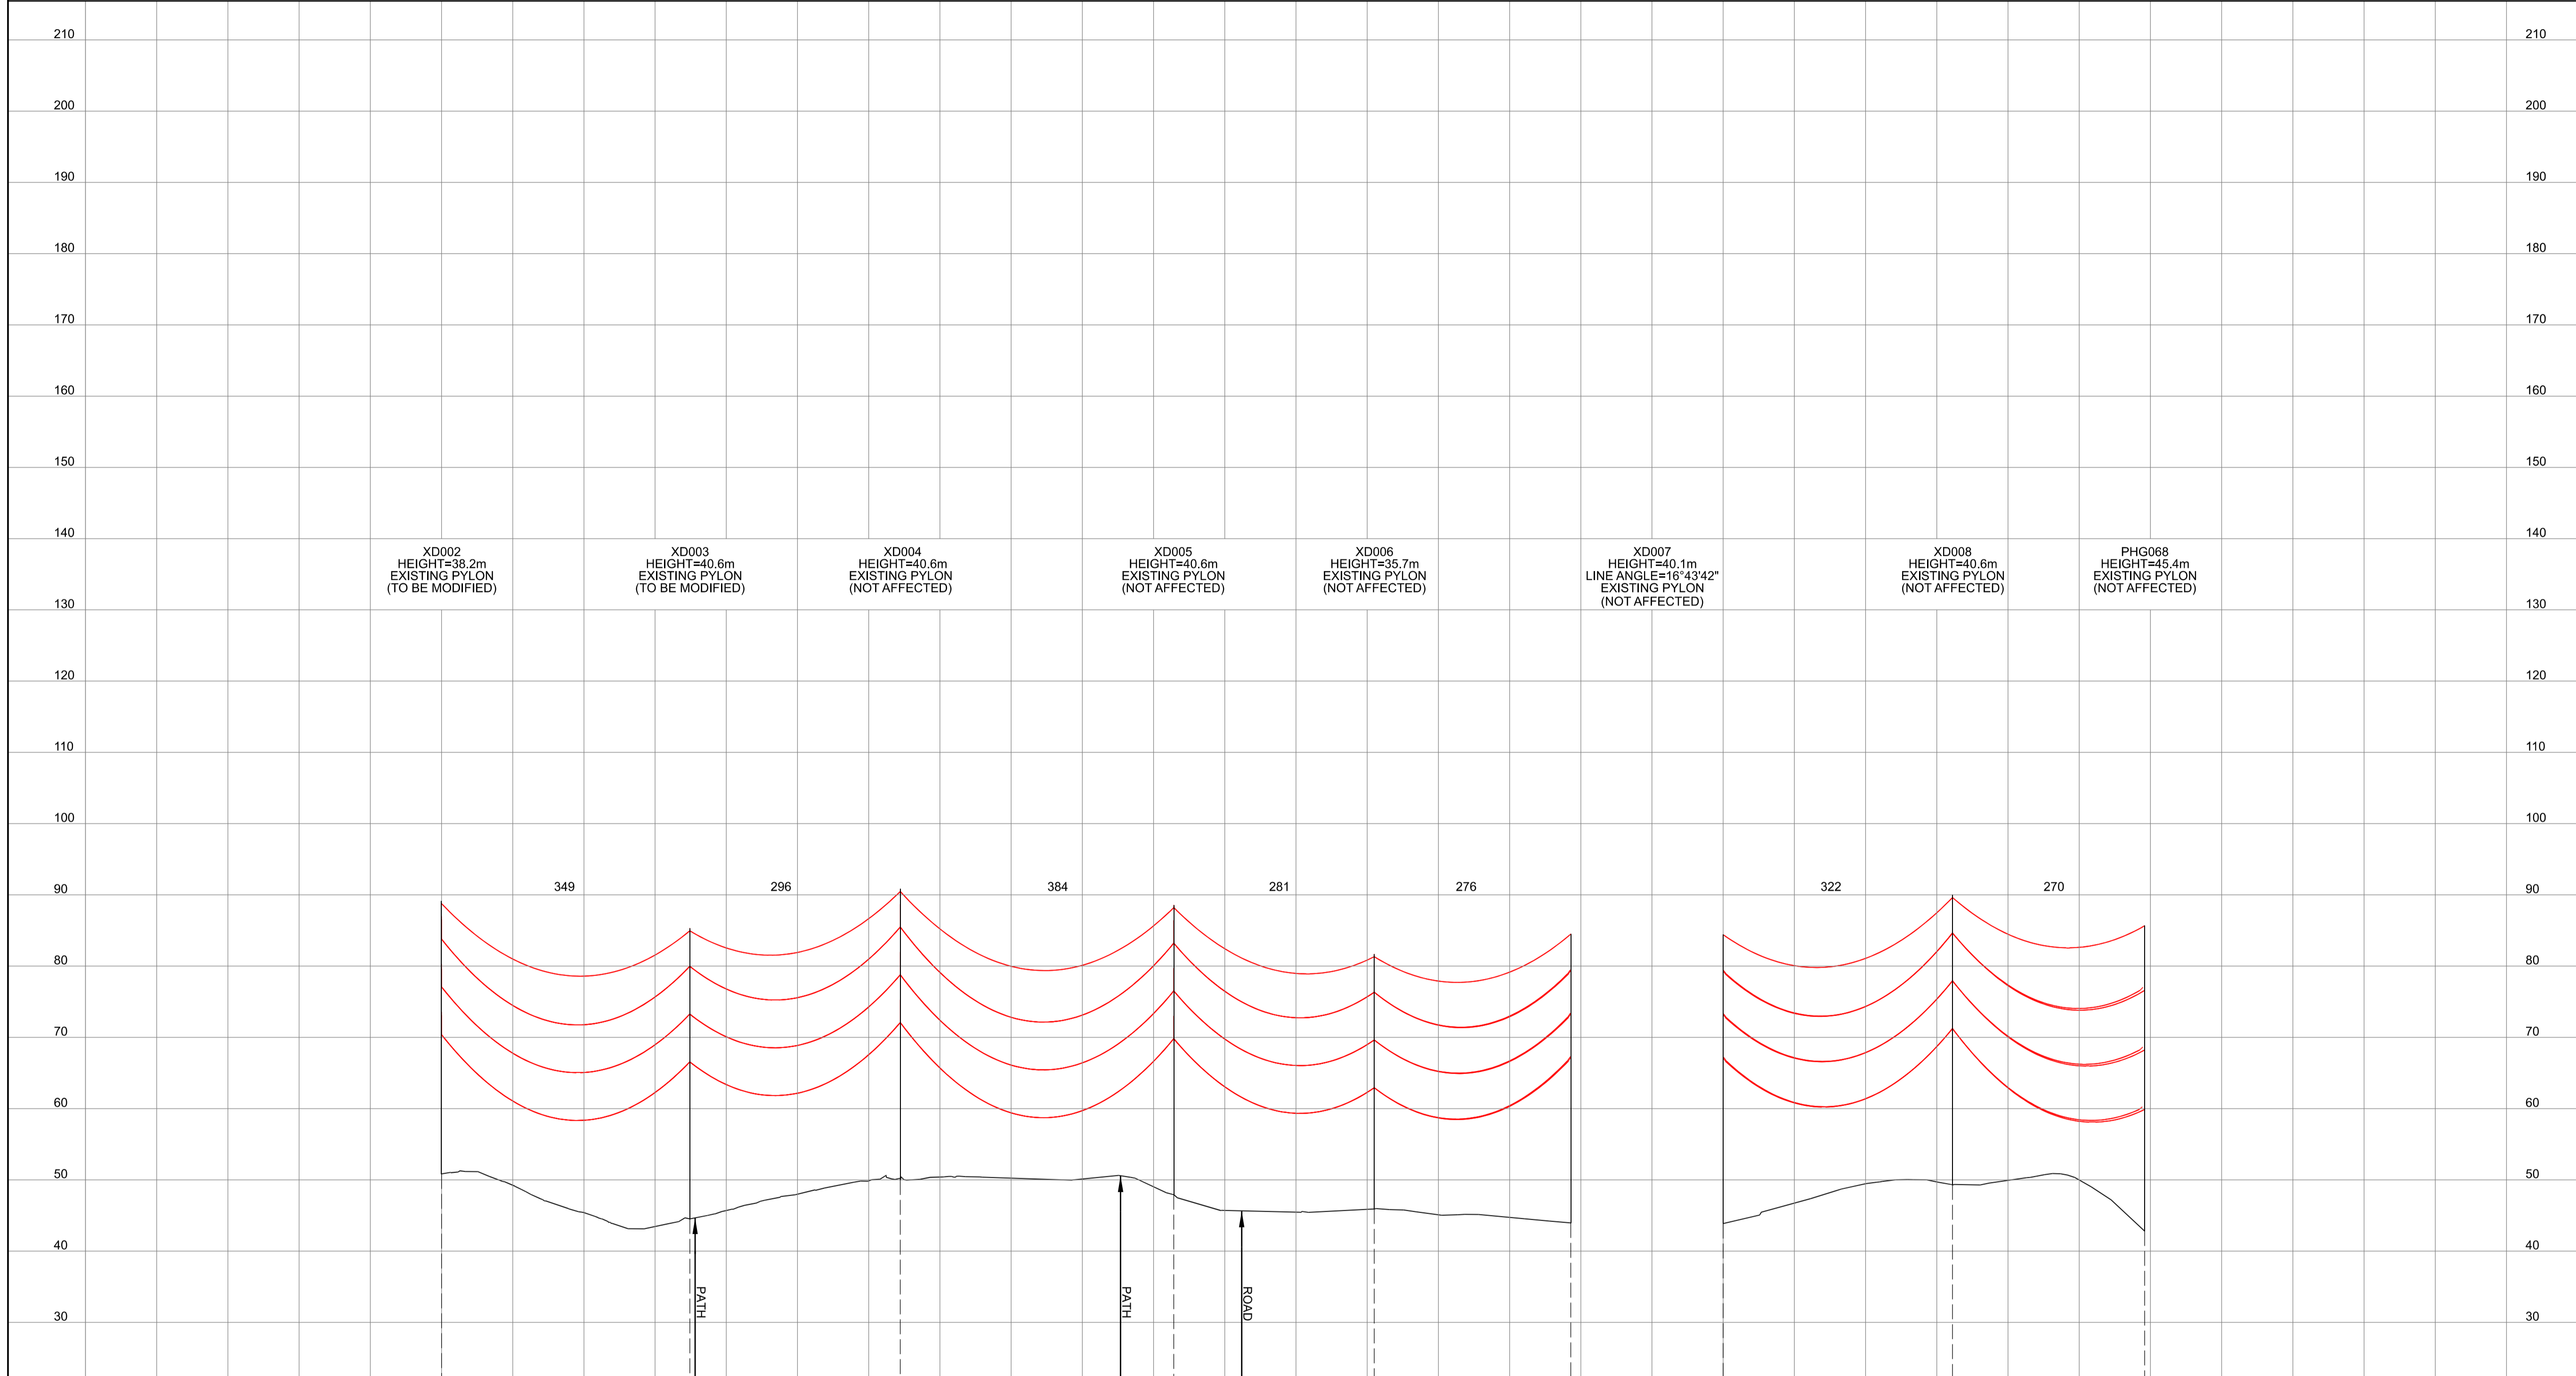 210 210
200 200
190 190
180 180
170 170
160 160
150 150
140 140
XD002
HEIGHT=38.2m
EXISTING PYLON
(TO BE MODIFIED)
XD003
HEIGHT=40.6m
EXISTING PYLON
(TO BE MODIFIED)
XD004
HEIGHT=40.6m
EXISTING PYLON
(NOT AFFECTED)
XD005
HEIGHT=40.6m
EXISTING PYLON
(NOT AFFECTED)
XD006
HEIGHT=35.7m
EXISTING PYLON
(NOT AFFECTED)
XD007
HEIGHT=40.1m
LINE ANGLE=16°43'42"
EXISTING PYLON
(NOT AFFECTED)
XD008
HEIGHT=40.6m
EXISTING PYLON
(NOT AFFECTED)
PHG068
HEIGHT=45.4m
EXISTING PYLON
(NOT AFFECTED)
130 130
120 120
110 110
100 100
90 349 296 384 281 276 322 270 90
80 80
70 70
60 60
50 50
40 40
PATH
PATH
ROAD
30 30